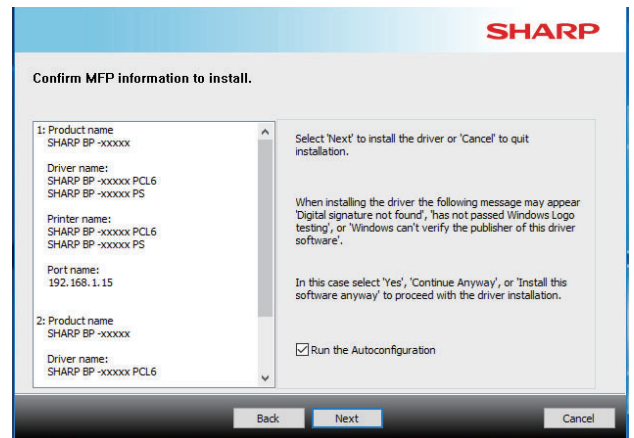 SHARP
Confirm MFP information to install.
1: Product name
SHARP BP -xxxxx
Driver name:
SHARP BP -xxxxx PCL6
SHARP BP -xxxxx PS
Printer name:
SHARP BP -xxxxx PCL6
SHARP BP -xxxxx PS
Port name:
192.168.1.15
2: Product name
SHARP BP -xxxxx
Driver name:
SHARP BP -xxxxx PCL6
Select 'Next' to install the driver or 'Cancel' to quit
installation.
When installing the driver the following message may appear
'Digital signature not found', 'has not passed Windows Logo
testing', or 'Windows can't verify the publisher of this driver
software'.
In this case select 'Yes', 'Continue Anyway', or 'Install this
software anyway' to proceed with the driver installation.
Run the Autoconfiguration
Back
Next
Cancel